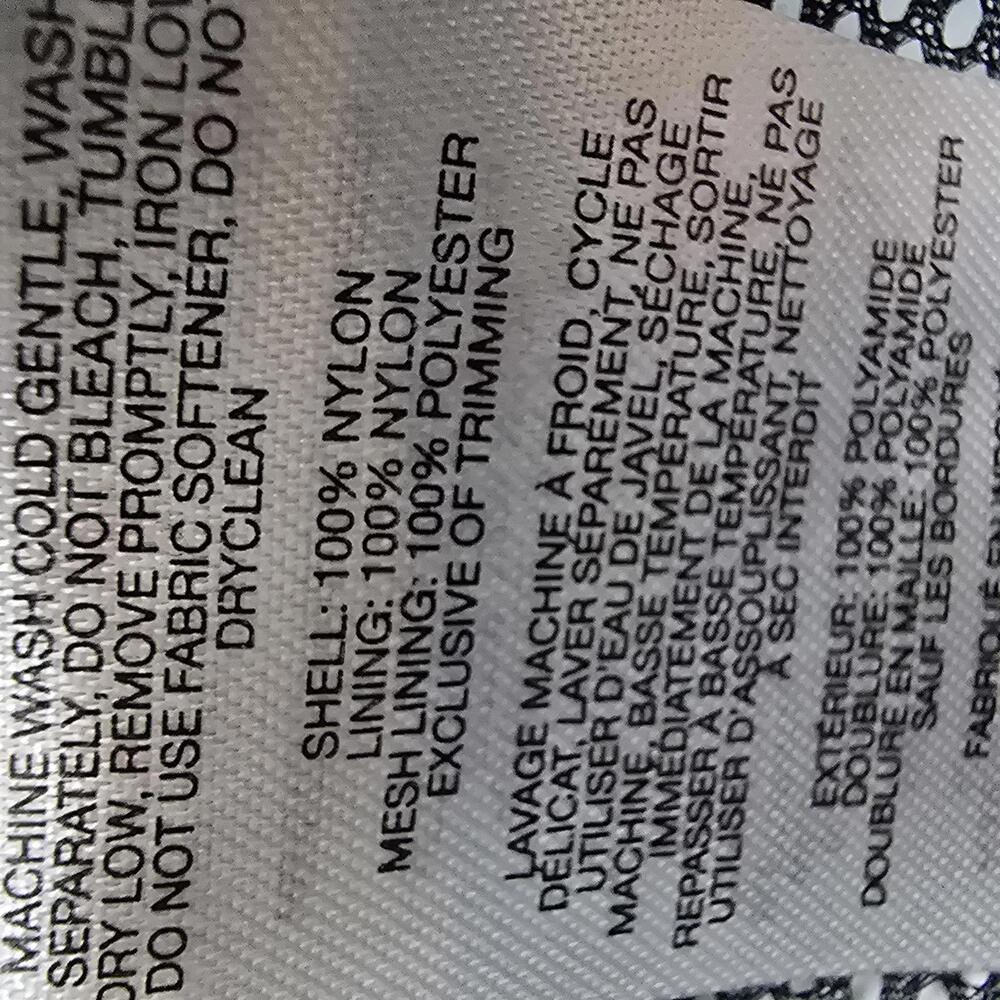 MACHINE WASH COLD GENTLE, WASH
SEPARATELY, DO NOT BLEACH, TUMBLE
DRY LOW, REMOVE PROMPTLY, IRON LOW
DO NOT USE FABRIC SOFTENER, DO NOT
DRYCLEAN
SHELL: 100% NYLON
LINING: 100% NYLON
MESH LINING: 100% POLYESTER
EXCLUSIVE OF TRIMMING
LAVAGE MACHINE À FROID, CYCLE
DÉLICAT, LAVER SÉPARÉMENT, NE PAS
UTILISER D'EAU DE JAVEL, SÉCHAGE
MACHINE, BASSE TEMPÉRATURE, SORTIR
IMMÉDIATEMENT DE LA MACHINE,
REPASSER À BASSE TEMPÉRATURE, NE PAS
UTILISER D'ASSOUPLISSANT, NETTOYAGE
À SEC INTERDIT
EXTÉRIEUR: 100% POLYAMIDE
DOUBLURE: 100% POLYAMIDE
DOUBLURE EN MAILLE: 100% POLYESTER
SAUF LES BORDURES
FABRIQUÉ EN